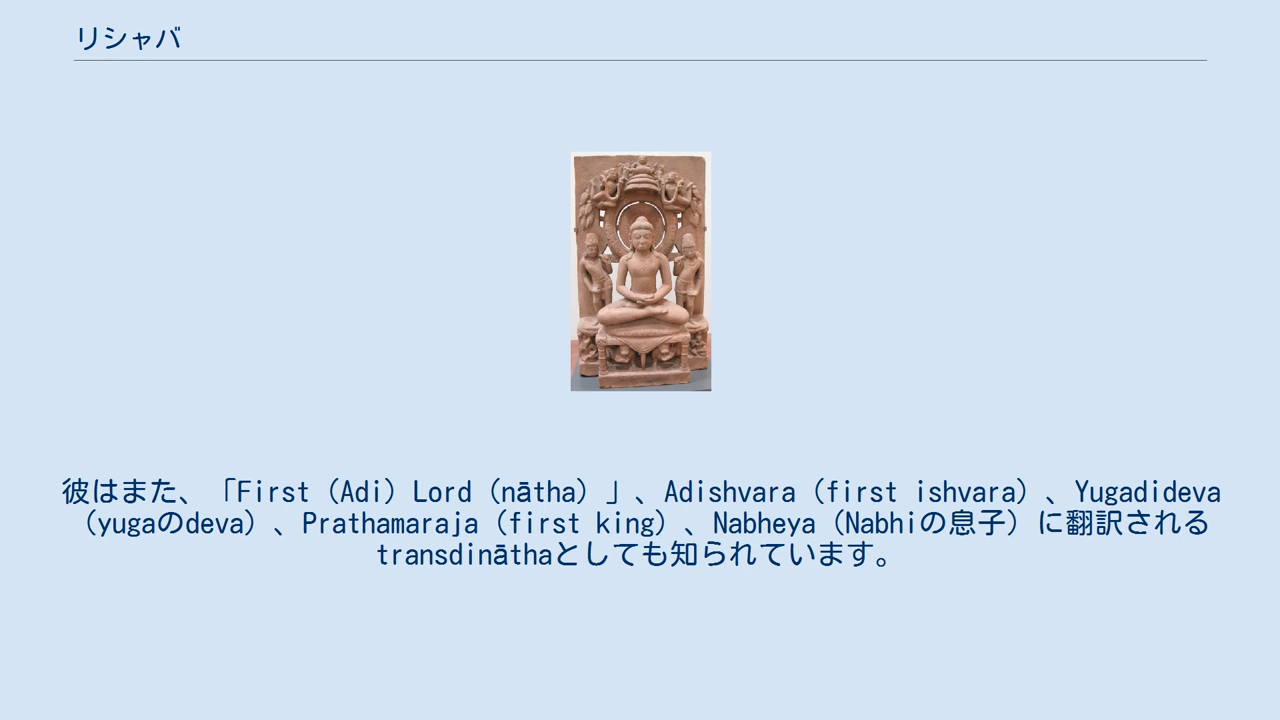 リシャバ
彼はまた、「First（Adi）Lord（nātha）」、Adishvara（first ishvara）、Yugadideva
（yugaのdeva）、Prathamaraja（first king）、Nabheya（Nabhiの息子）に翻訳される
transdināthaとしても知られています。